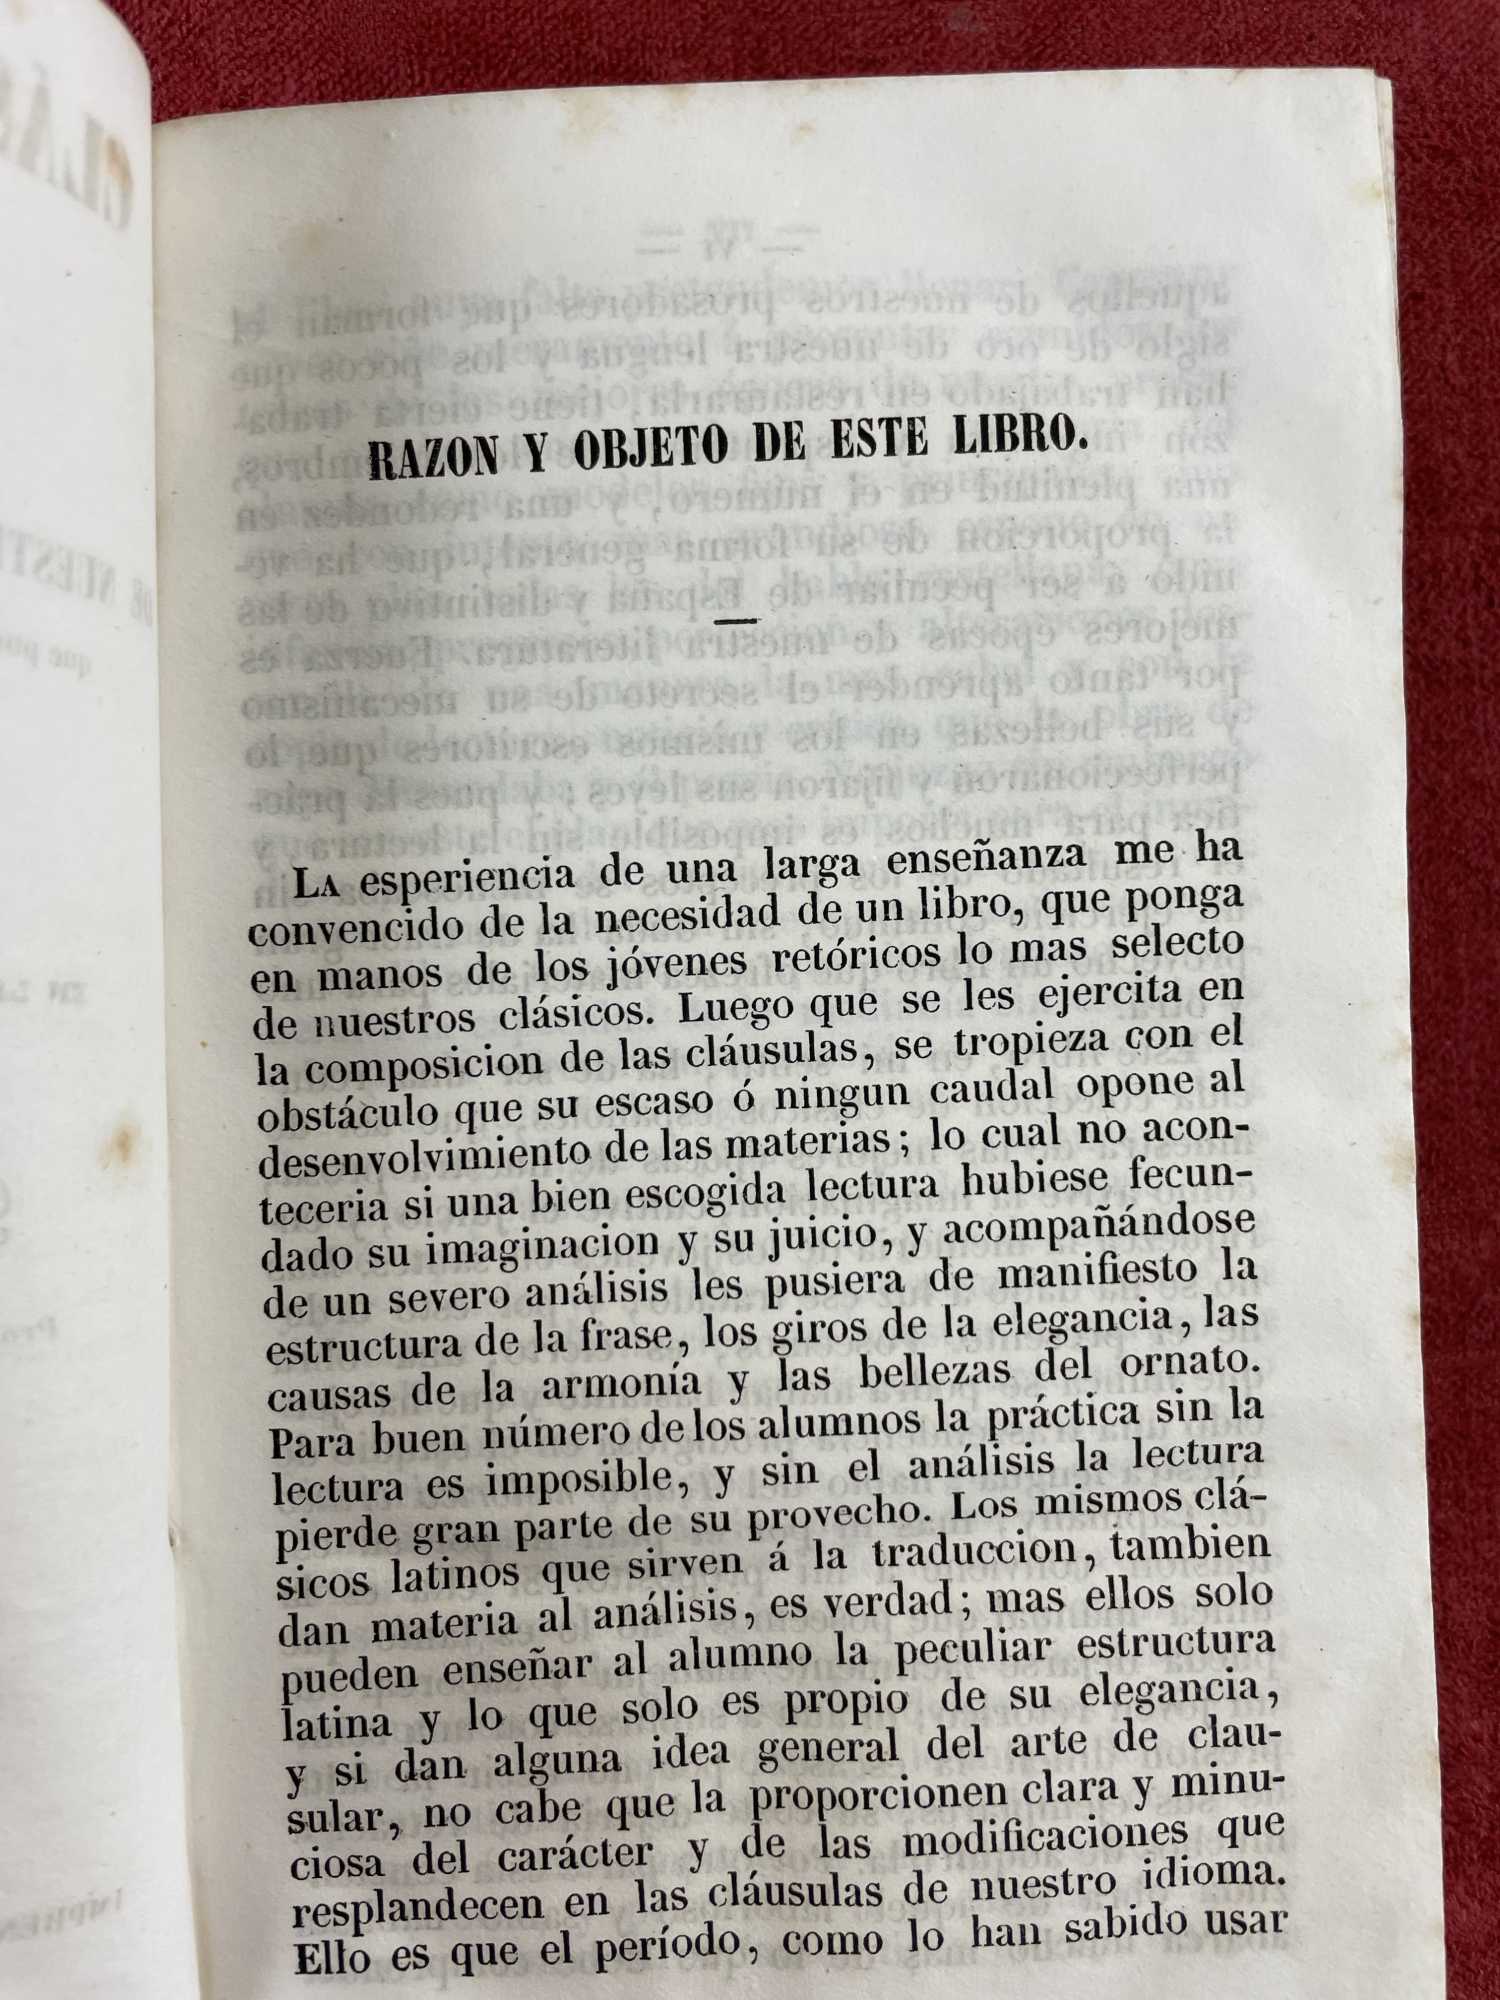 RAZON Y OBJETO DE ESTE LIBRO.
LA esperiencia de una larga enseñanza me ha
convencido de la necesidad de un libro, que ponga
en manos de los jóvenes retóricos lo mas selecto
de nuestros clásicos. Luego que se les ejercita en
la composicion de las cláusulas, se tropieza con el
obstáculo que su escaso ó ningun caudal opone al
desenvolvimiento de las materias; lo cual no acon-
teceria si una bien escogida lectura hubiese fecun-
dado su imaginacion y su juicio, y acompañándose
de un severo análisis les pusiera de manifiesto la
estructura de la frase, los giros de la elegancia, las
causas de la armonía y las bellezas del ornato.
Para buen número de los alumnos la práctica sin la
lectura es imposible, y sin el análisis la lectura
pierde gran parte de su provecho. Los mismos clá-
sicos latinos que sirven á la traduccion, tambien
dan materia al análisis, es verdad; mas ellos solo
pueden enseñar al alumno la peculiar estructura
latina y lo que solo es propio de su elegancia,
y si dan alguna idea general del arte de clau-
sular, no cabe que la proporcionen clara y minu-
ciosa del carácter y de las modificaciones que
resplandecen en las cláusulas de nuestro idioma.
Ello es que el período, como lo han sabido usar